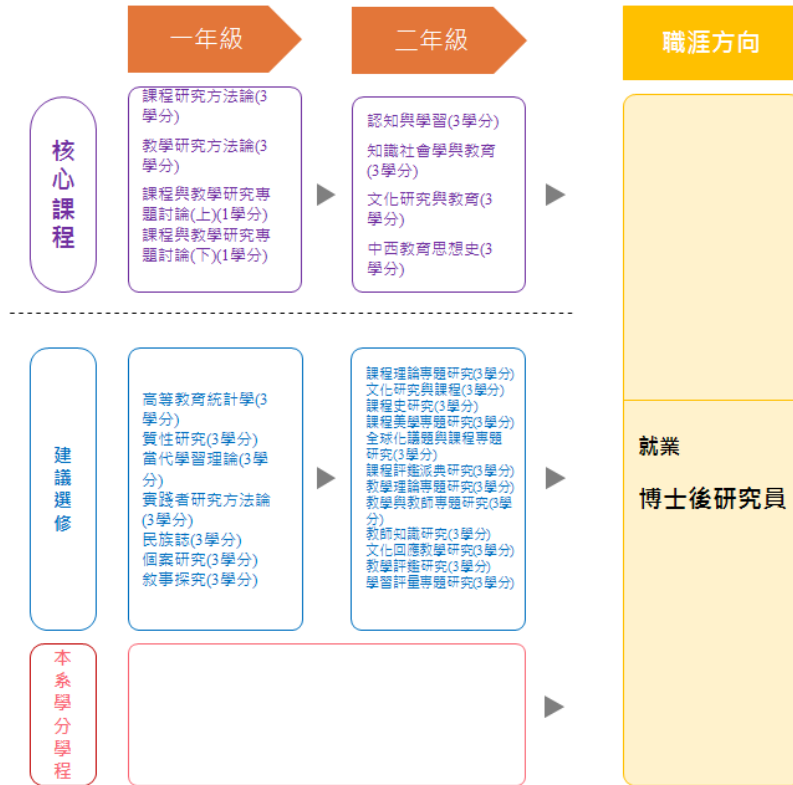 一年級
二年級
職涯方向
核心課程
課程研究方法論(3
學分)
教學研究方法論(3
學分)
課程與教學研究專
題討論(上)(1學分)
課程與教學研究專
題討論(下)(1學分)
認知與學習(3學分)
知識社會學與教育
(3學分)
文化研究與教育(3
學分)
中西教育思想史(3
學分)
建議選修
高等教育統計學(3
學分)
質性研究(3學分)
當代學習理論(3學
分)
實踐者研究方法論
(3學分)
民族誌(3學分)
個案研究(3學分)
敘事探究(3學分)
課程理論專題研究(3學分)
文化研究與課程(3學分)
課程史研究(3學分)
課程美學專題研究(3學分)
全球化議題與課程專題
研究(3學分)
課程評鑑派典研究(3學分)
教學理論專題研究(3學分)
教學與教師專題研究(3學
分)
教師知識研究(3學分)
文化回應教學研究(3學分)
教學評鑑研究(3學分)
學習評量專題研究(3學分)
就業
博士後研究員
本系學分學程